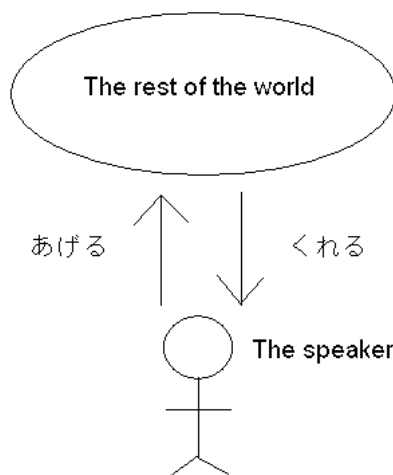 The rest of the world
あげる
くれる
The speaker